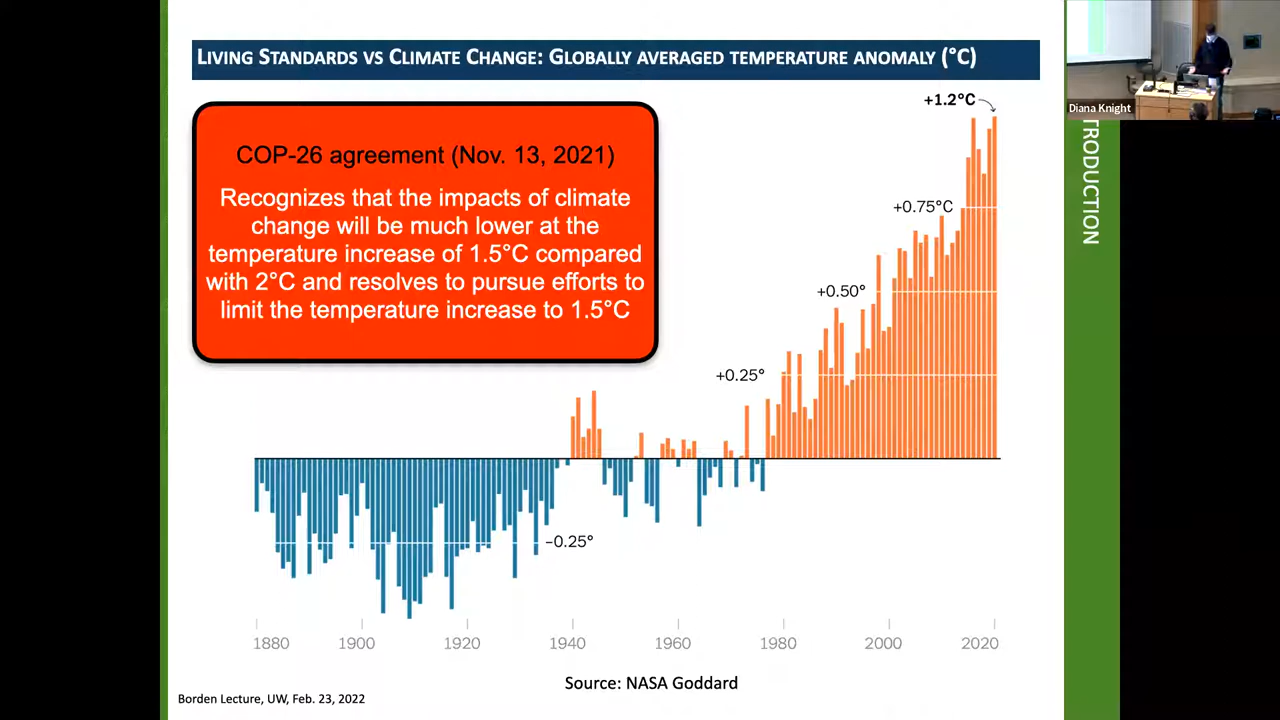 LIVING STANDARDS VS CLIMATE CHANGE: GLOBALLY AVERAGED TEMPERATURE ANOMALY (°C)
Diana Knight
TRODUCTION
COP-26 agreement (Nov. 13, 2021)
Recognizes that the impacts of climate
change will be much lower at the
temperature increase of 1.5°C compared
with 2°C and resolves to pursue efforts to
limit the temperature increase to 1.5°C
+1.2°C
+0.75°C
+0.50°
+0.25°
−0.25°
1880 1900 1920 1940 1960 1980 2000 2020
Source: NASA Goddard
Borden Lecture, UW, Feb. 23, 2022